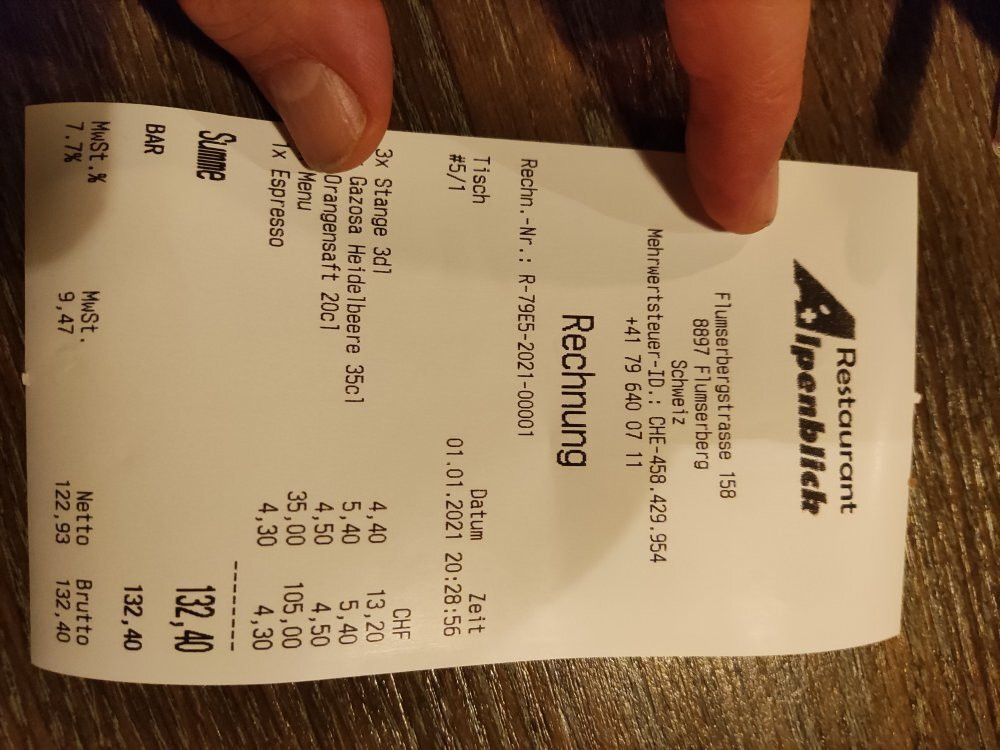 Restaurant
Alpenblick
Flumserbergstrasse 158
8897 Flumserberg
Schweiz
Mehrwertsteuer-ID.: CHE-458.429.954
+41 79 640 07 11
Rechnung
Rechn.-Nr.: R-79E5-2021-00001
Tisch Datum Zeit
#5/1 01.01.2021 20:28:56
CHF
3x Stange 3dl 4,40 13,20
Gazosa Heidelbeere 35cl 5,40 5,40
Orangensaft 20cl 4,50 4,50
Menu 35,00 105,00
1x Espresso 4,30 4,30
--------
Summe 132,40
BAR 132,40
MwSt.% MwSt. Netto Brutto
7.7% 9,47 122,93 132,40